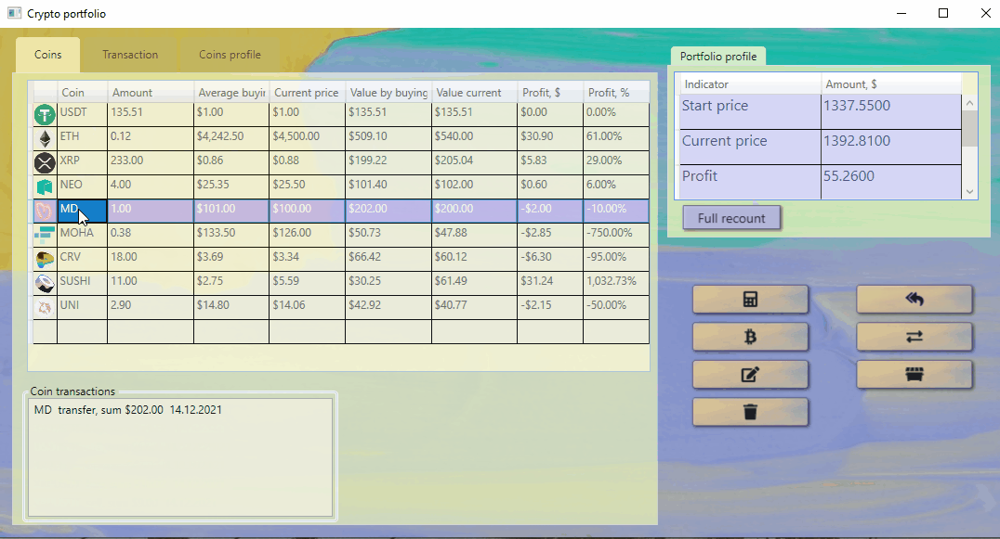 Crypto portfolio
Coins Transaction Coins profile
Portfolio profile
Indicator Amount, $
Start price 1337.5500
Current price 1392.8100
Profit 55.2600
Full recount
Coin Amount Average buyir Current price Value by buying Value current Profit, $ Profit, %
USDT 135.51 $1.00 $1.00 $135.51 $135.51 $0.00 0.00%
ETH 0.12 $4,242.50 $4,500.00 $509.10 $540.00 $30.90 61.00%
XRP 233.00 $0.86 $0.88 $199.22 $205.04 $5.83 29.00%
NEO 4.00 $25.35 $25.50 $101.40 $102.00 $0.60 6.00%
MD 1.00 $101.00 $100.00 $202.00 $200.00 -$2.00 -10.00%
MOHA 0.38 $133.50 $126.00 $50.73 $47.88 -$2.85 -750.00%
CRV 18.00 $3.69 $3.34 $66.42 $60.12 -$6.30 -95.00%
SUSHI 11.00 $2.75 $5.59 $30.25 $61.49 $31.24 1,032.73%
UNI 2.90 $14.80 $14.06 $42.92 $40.77 -$2.15 -50.00%
Coin transactions
MD transfer, sum $202.00 14.12.2021